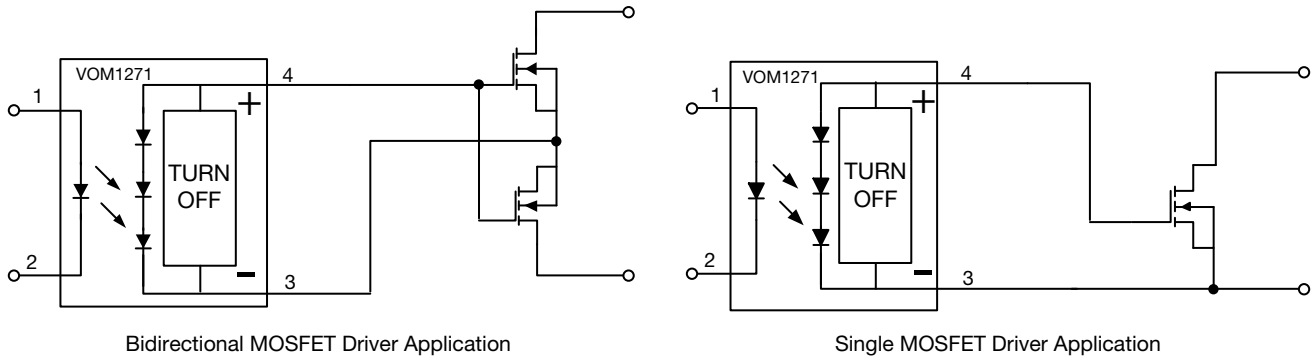 VOM1271
1
2
4
+
TURN
OFF
-
3
Bidirectional MOSFET Driver Application
VOM1271
1
2
4
+
TURN
OFF
-
3
Single MOSFET Driver Application